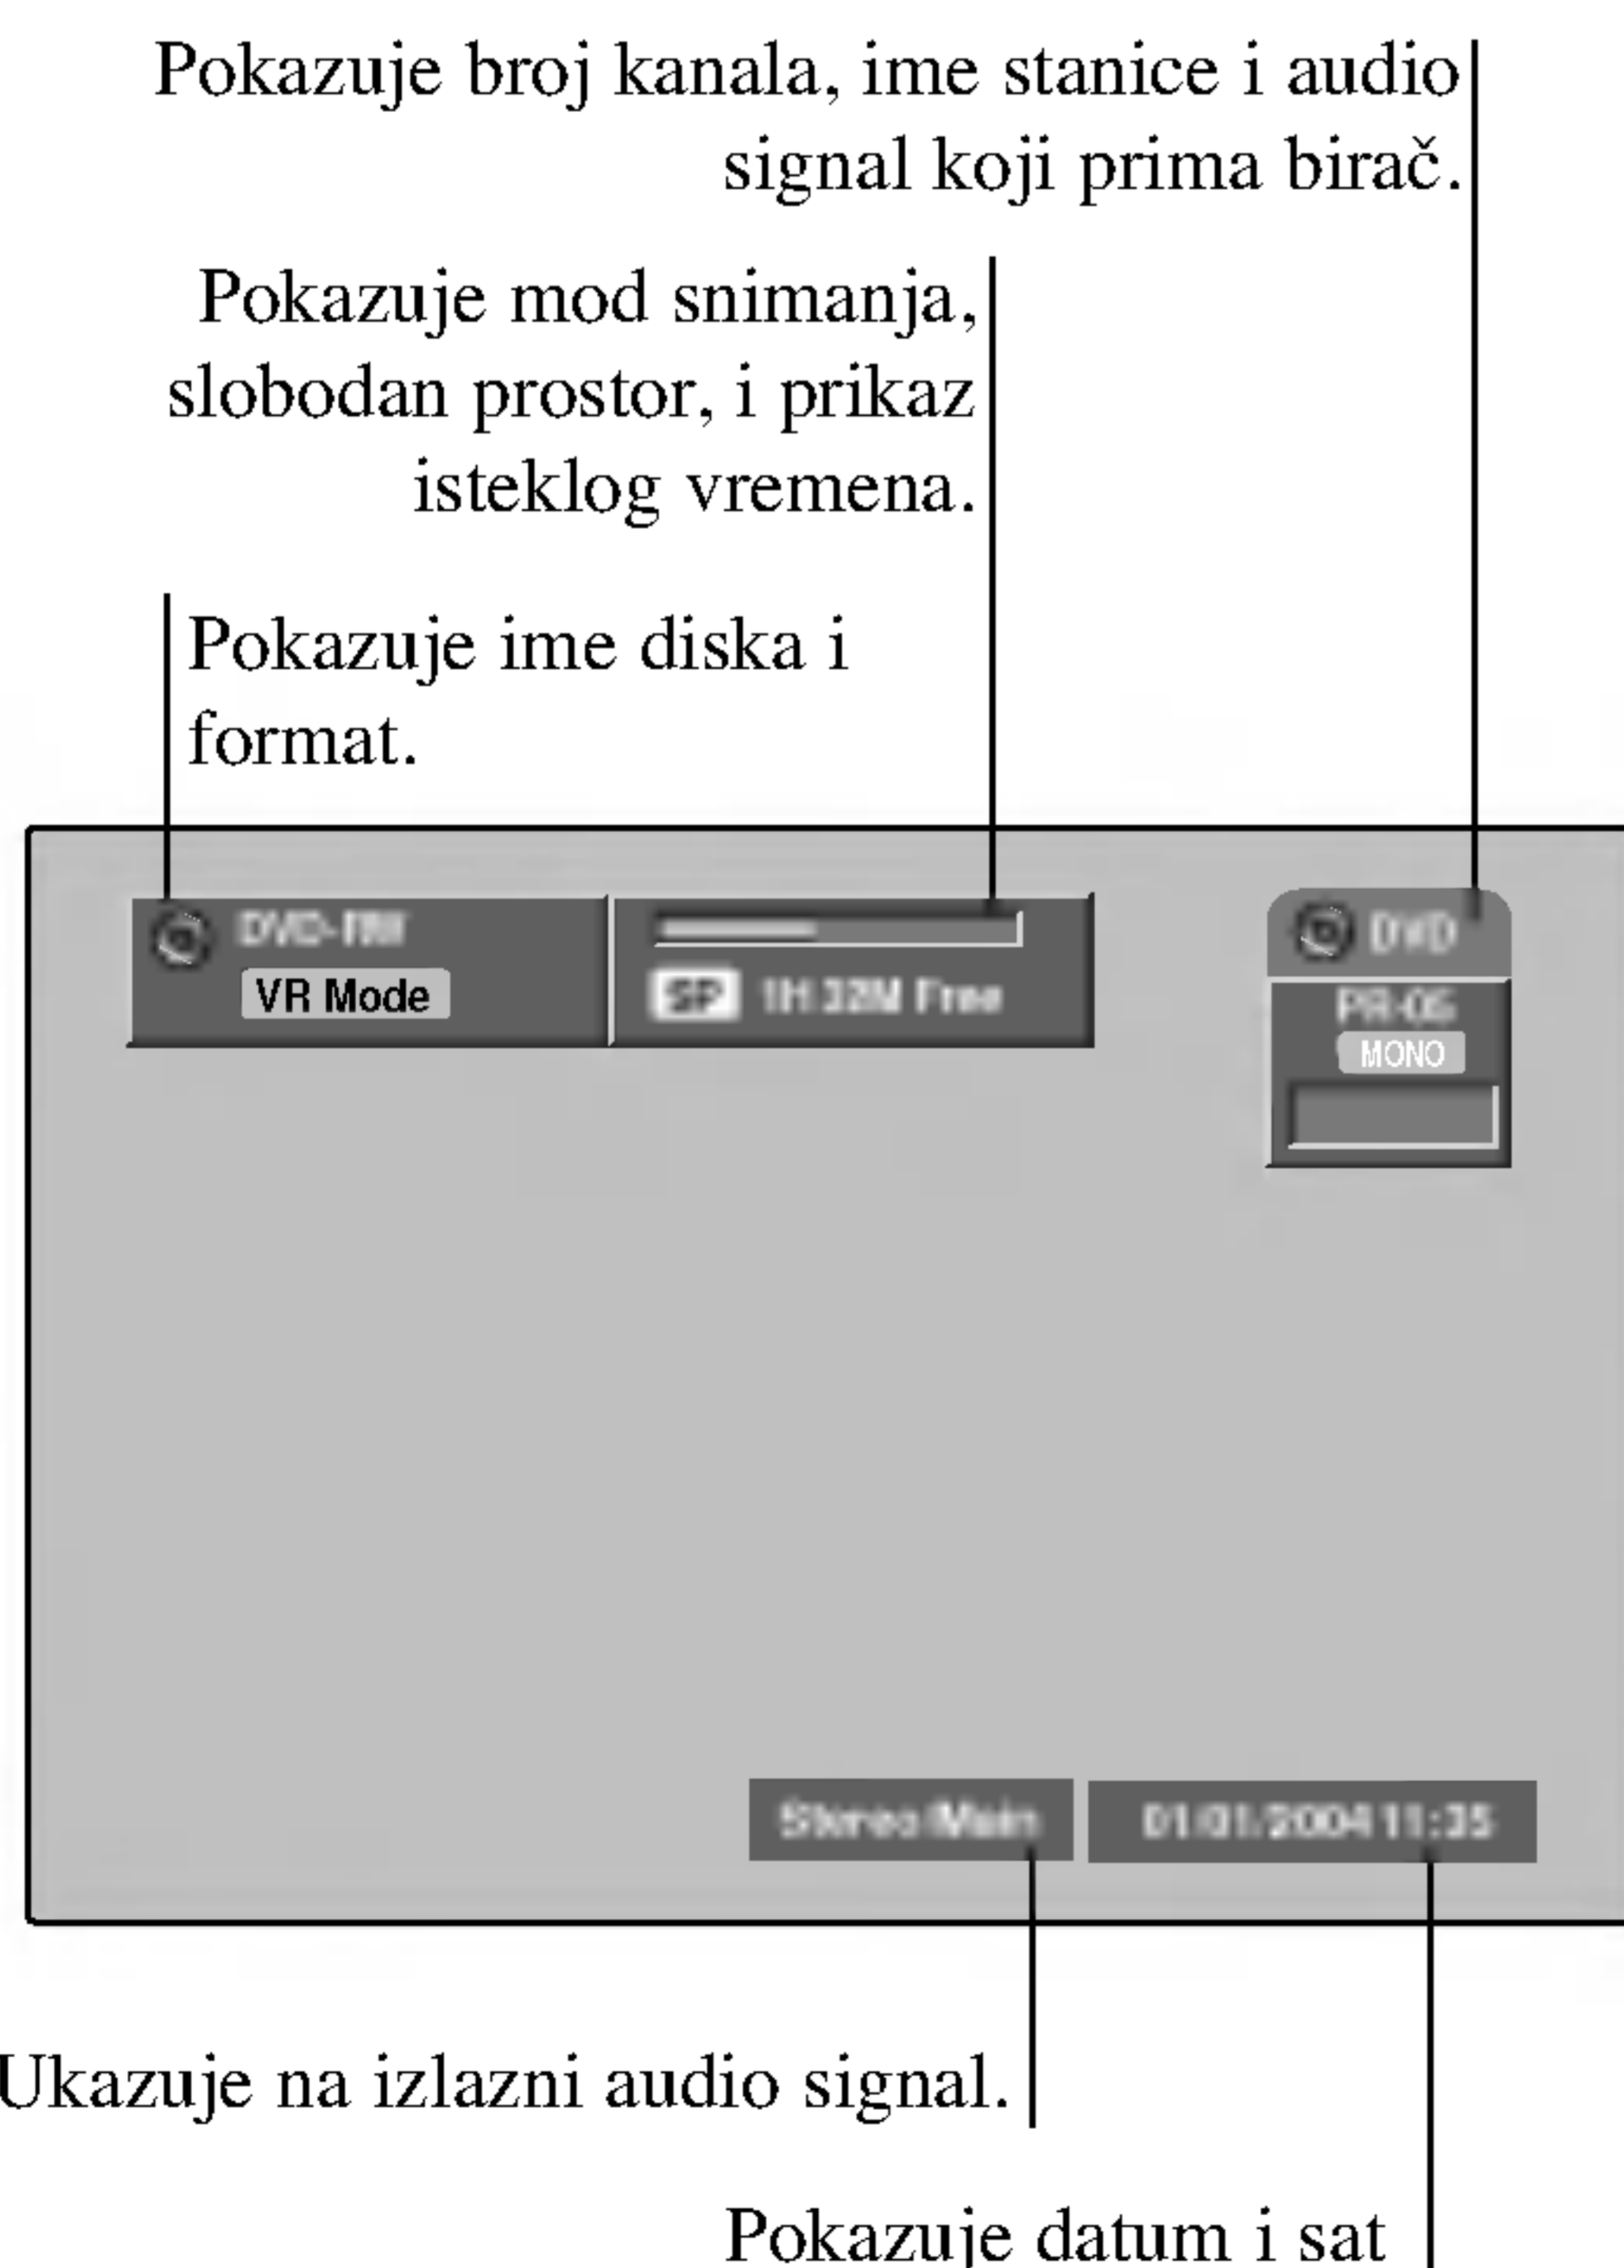 Pokazuje broj kanala, ime stanice i audio
signal koji prima birač.
Pokazuje mod snimanja,
slobodan prostor, i prikaz
isteklog vremena.
Pokazuje ime diska i
format.
DVD-RW
VR Mode
SP 1H 32M Free
DVD
PR-05
MONO
Stereo/Main
01/01/2004 11:35
Ukazuje na izlazni audio signal.
Pokazuje datum i sat